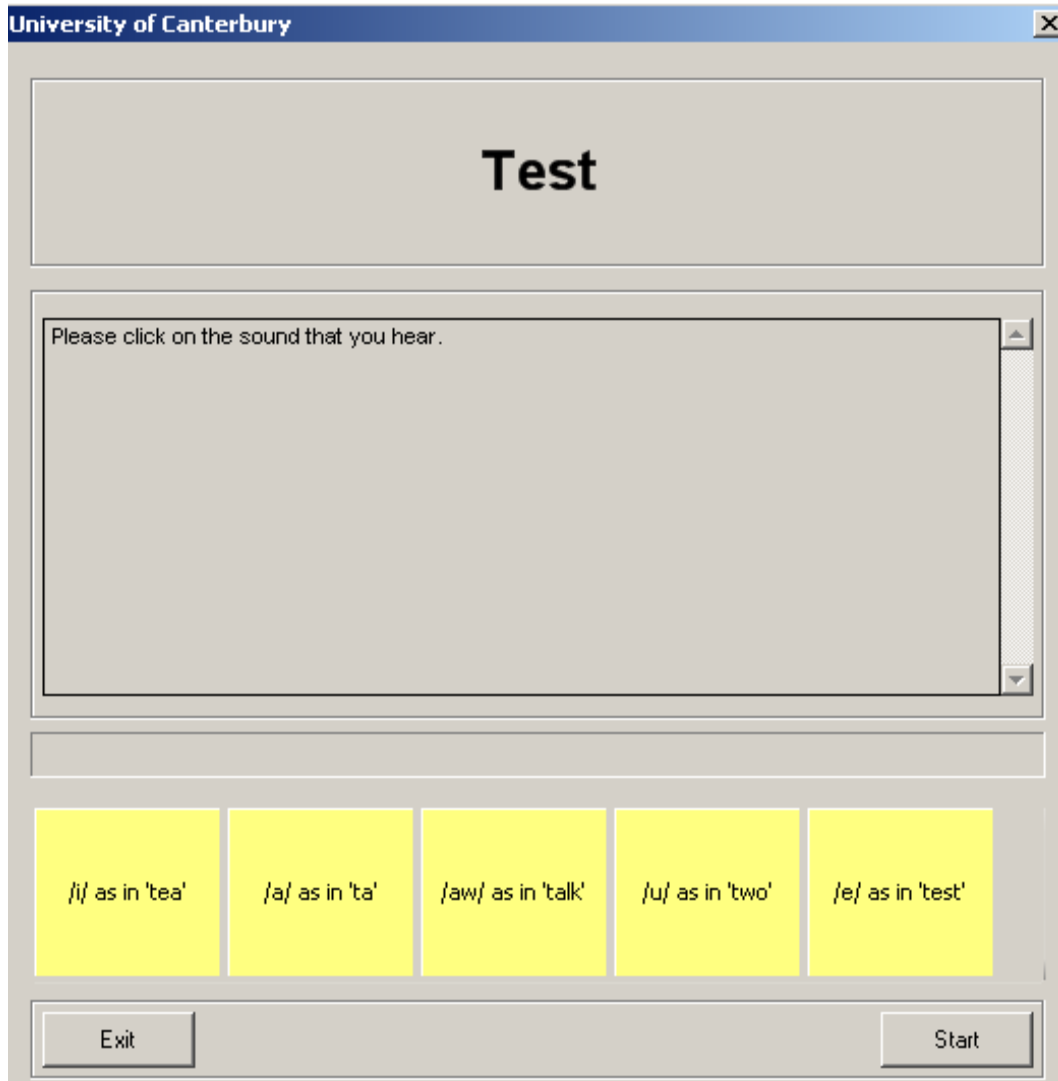 University of Canterbury
Test
Please click on the sound that you hear.
/i/ as in 'tea' /a/ as in 'ta' /aw/ as in 'talk' /u/ as in 'two' /e/ as in 'test'
Exit Start